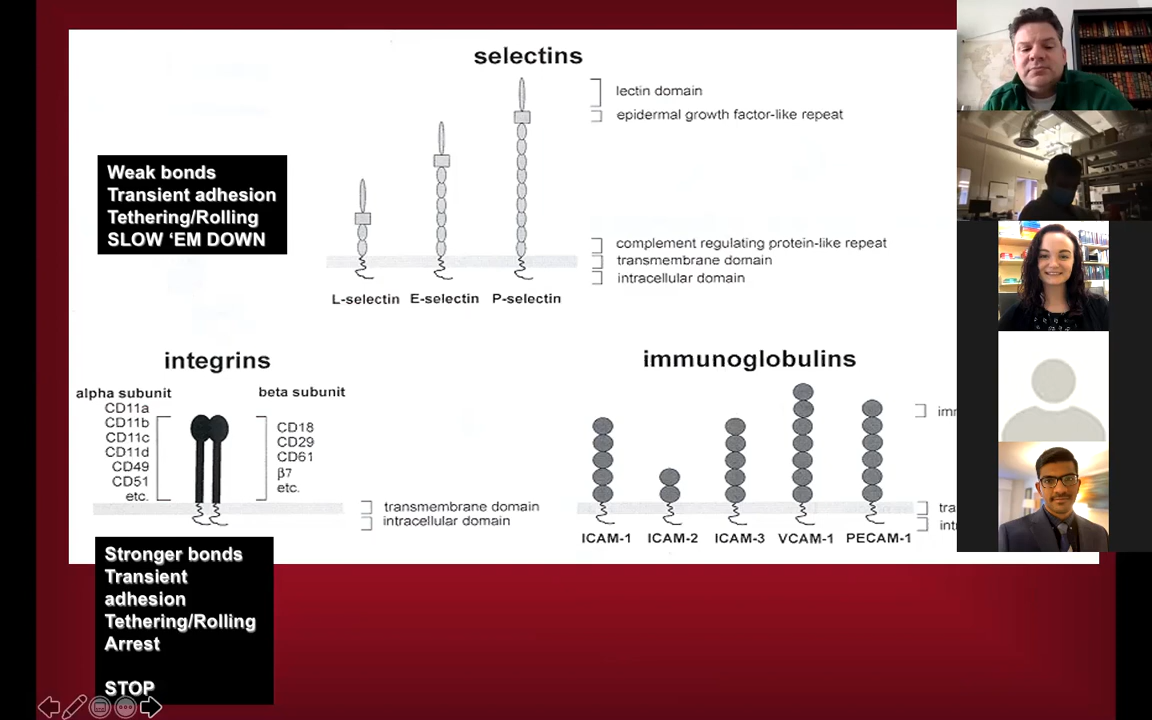 selectins
lectin domain
epidermal growth factor-like repeat
Weak bonds
Transient adhesion
Tethering/Rolling
SLOW ‘EM DOWN
complement regulating protein-like repeat
transmembrane domain
intracellular domain
L-selectin E-selectin P-selectin
integrins
alpha subunit
CD11a
CD11b
CD11c
CD11d
CD49
CD51
etc.
beta subunit
CD18
CD29
CD61
β7
etc.
transmembrane domain
intracellular domain
immunoglobulins
imm
tra
int
ICAM-1 ICAM-2 ICAM-3 VCAM-1 PECAM-1
Stronger bonds
Transient
adhesion
Tethering/Rolling
Arrest
STOP